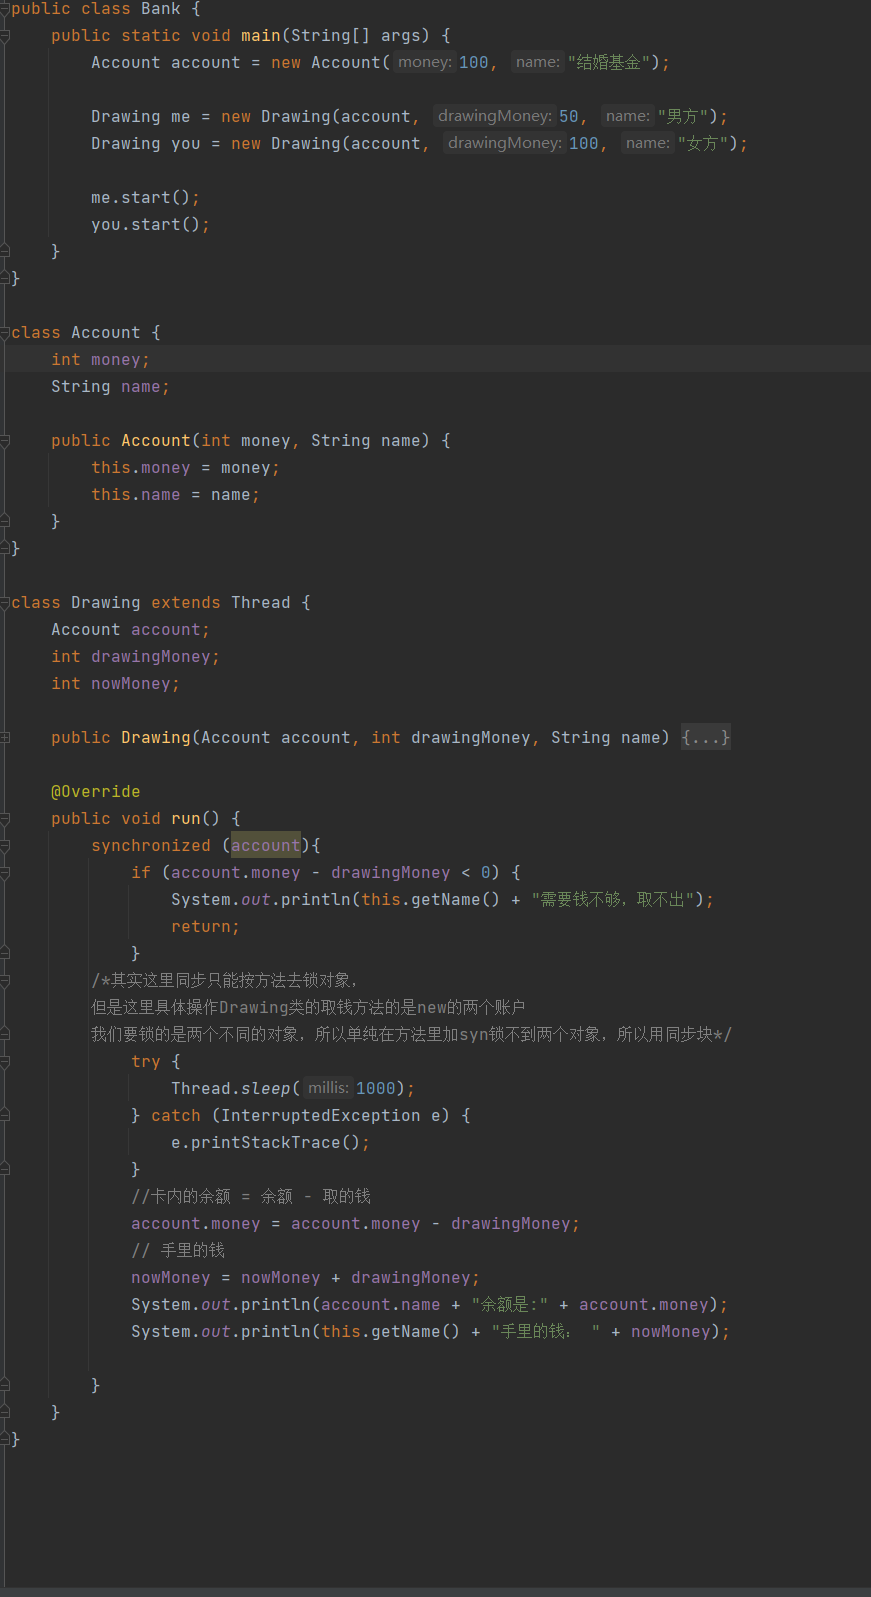 public class Bank {
    public static void main(String[] args) {
        Account account = new Account( money: 100, name: "结婚基金");
        Drawing me = new Drawing(account, drawingMoney: 50, name: "男方");
        Drawing you = new Drawing(account, drawingMoney: 100, name: "女方");
        me.start();
        you.start();
    }
}
class Account {
    int money;
    String name;
    public Account(int money, String name) {
        this.money = money;
        this.name = name;
    }
}
class Drawing extends Thread {
    Account account;
    int drawingMoney;
    int nowMoney;
    public Drawing(Account account, int drawingMoney, String name) {...}
    @Override
    public void run() {
        synchronized (account){
            if (account.money - drawingMoney < 0) {
                System.out.println(this.getName() + "需要钱不够，取不出");
                return;
            }
        /*其实这里同步只能按方法去锁对象，
        但是这里具体操作Drawing类的取钱方法的是new的两个账户
        我们要锁的是两个不同的对象，所以单纯在方法里加syn锁不到两个对象，所以用同步块*/
            try {
                Thread.sleep( millis: 1000);
            } catch (InterruptedException e) {
                e.printStackTrace();
            }
            //卡内的余额 = 余额 - 取的钱
            account.money = account.money - drawingMoney;
            // 手里的钱
            nowMoney = nowMoney + drawingMoney;
            System.out.println(account.name + "余额是:" + account.money);
            System.out.println(this.getName() + "手里的钱： " + nowMoney);
        }
    }
}